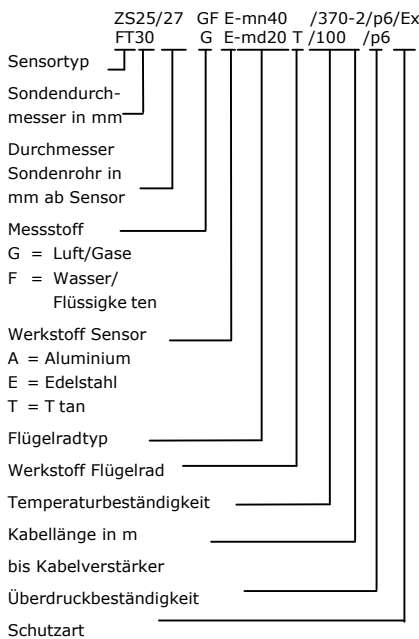 ZS25/27 GF E-mn40 /370-2/p6/Ex
FT30 G E-md20 T /100 /p6
Sensortyp
Sondendurch-
messer in mm
Durchmesser
Sondenrohr in
mm ab Sensor
Messstoff
G = Luft/Gase
F = Wasser/
Flüssigke ten
Werkstoff Sensor
A = Aluminium
E = Edelstahl
T = T tan
Flügelradtyp
Werkstoff Flügelrad
Temperaturbeständigkeit
Kabellänge in m
bis Kabelverstärker
Überdruckbeständigkeit
Schutzart